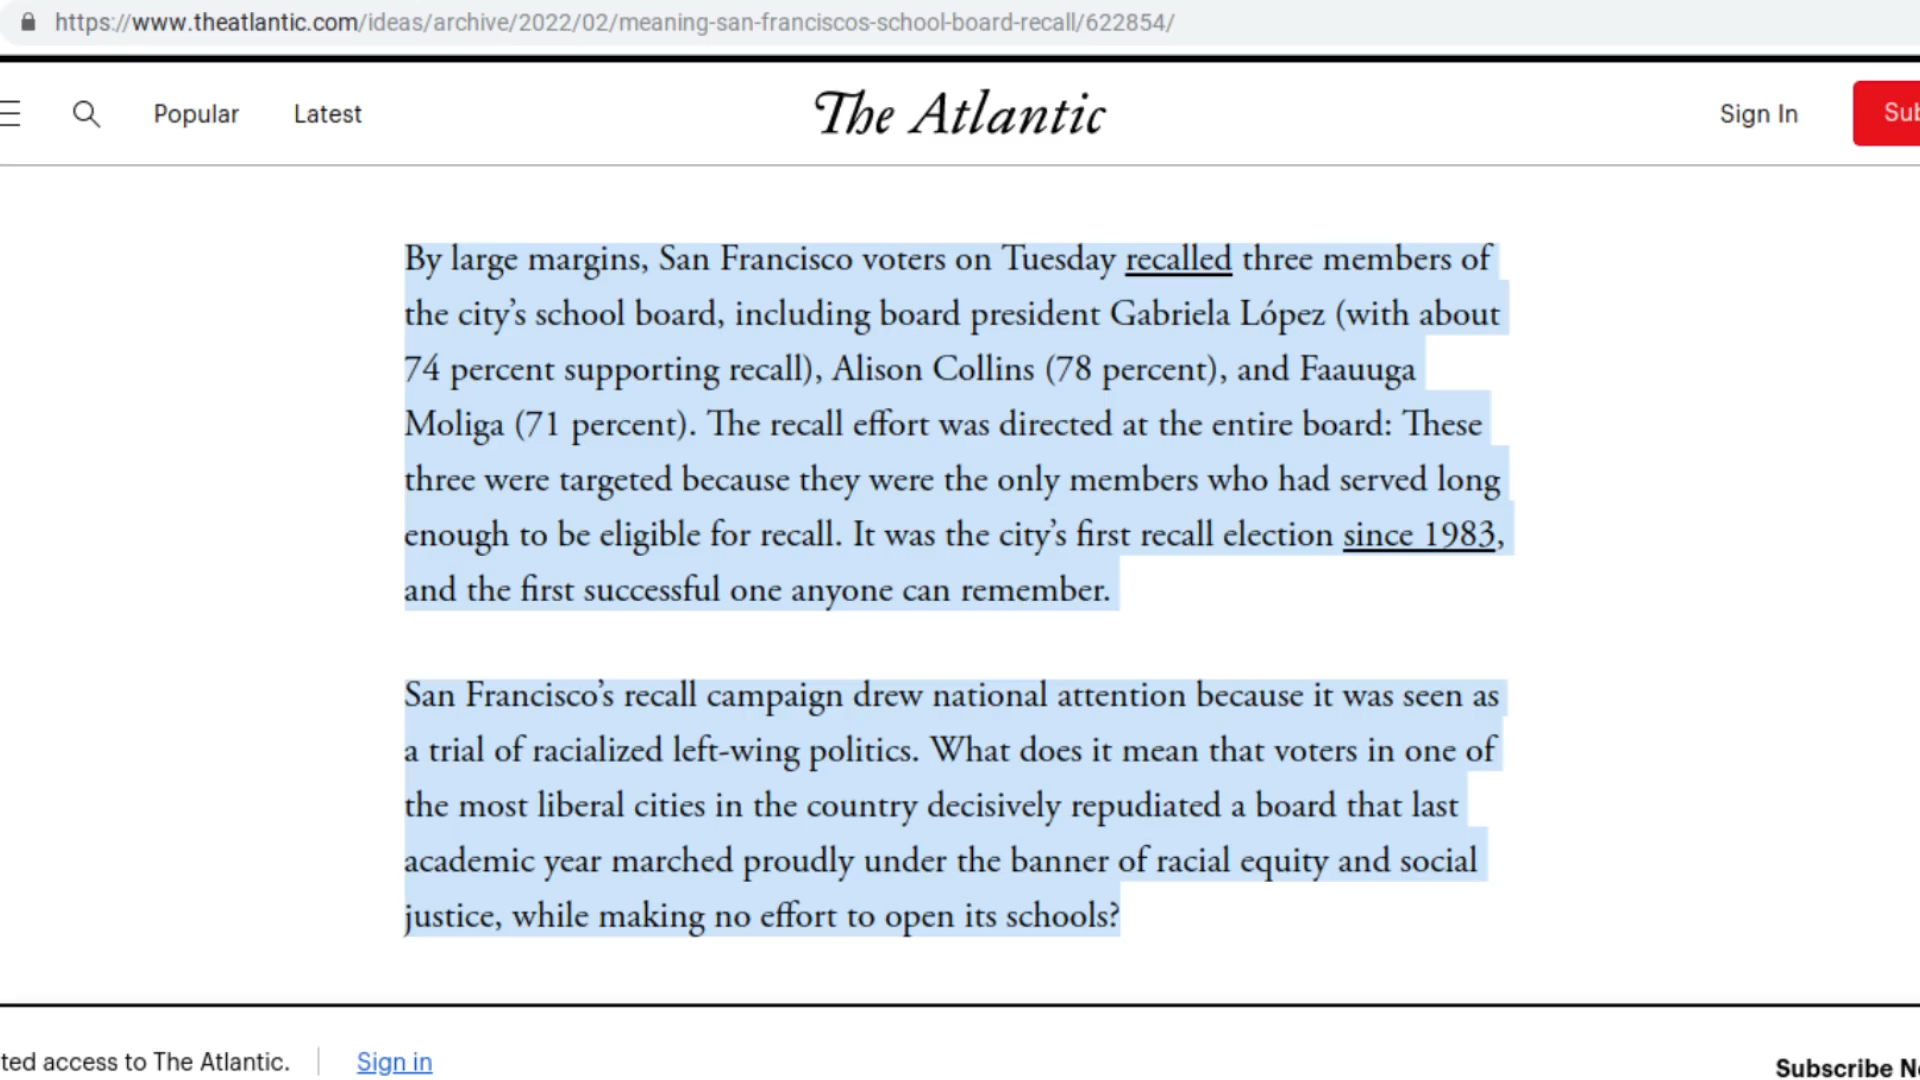 https://www.theatlantic.com/ideas/archive/2022/02/meaning-san-franciscos-school-board-recall/622854/
Popular Latest The Atlantic Sign In Sub
By large margins, San Francisco voters on Tuesday recalled three members of
the city’s school board, including board president Gabriela López (with about
74 percent supporting recall), Alison Collins (78 percent), and Faauuga
Moliga (71 percent). The recall effort was directed at the entire board: These
three were targeted because they were the only members who had served long
enough to be eligible for recall. It was the city’s first recall election since 1983,
and the first successful one anyone can remember.
San Francisco’s recall campaign drew national attention because it was seen as
a trial of racialized left-wing politics. What does it mean that voters in one of
the most liberal cities in the country decisively repudiated a board that last
academic year marched proudly under the banner of racial equity and social
justice, while making no effort to open its schools?
ted access to The Atlantic. Sign in Subscribe N